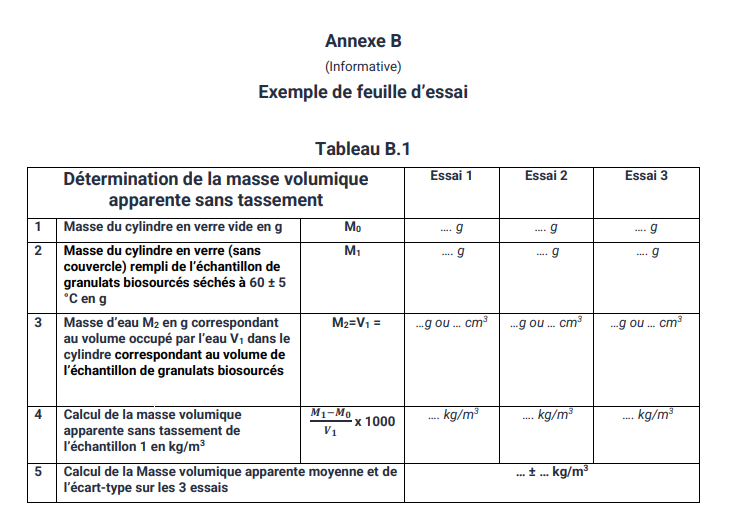 Annexe B
(Informative)
Exemple de feuille d’essai
Tableau B.1
Détermination de la masse volumique
apparente sans tassement
Essai 1
Essai 2
Essai 3
1 Masse du cylindre en verre vide en g M₀ .... g .... g .... g
2 Masse du cylindre en verre (sans M₁ .... g .... g .... g
couvercle) rempli de l’échantillon de
granulats biosourcés séchés à 60 ± 5
°C en g
3 Masse d’eau M₂ en g correspondant M₂=V₁ = ...g ou ... cm³ ...g ou ... cm³ ...g ou ... cm³
au volume occupé par l’eau V₁ dans le
cylindre correspondant au volume de
l’échantillon de granulats biosourcés
4 Calcul de la masse volumique (M₁−M₀)/V₁ x 1000 .... kg/m³ .... kg/m³ .... kg/m³
apparente sans tassement de
l’échantillon 1 en kg/m³
5 Calcul de la Masse volumique apparente moyenne et de ... ± ... kg/m³
l’écart-type sur les 3 essais